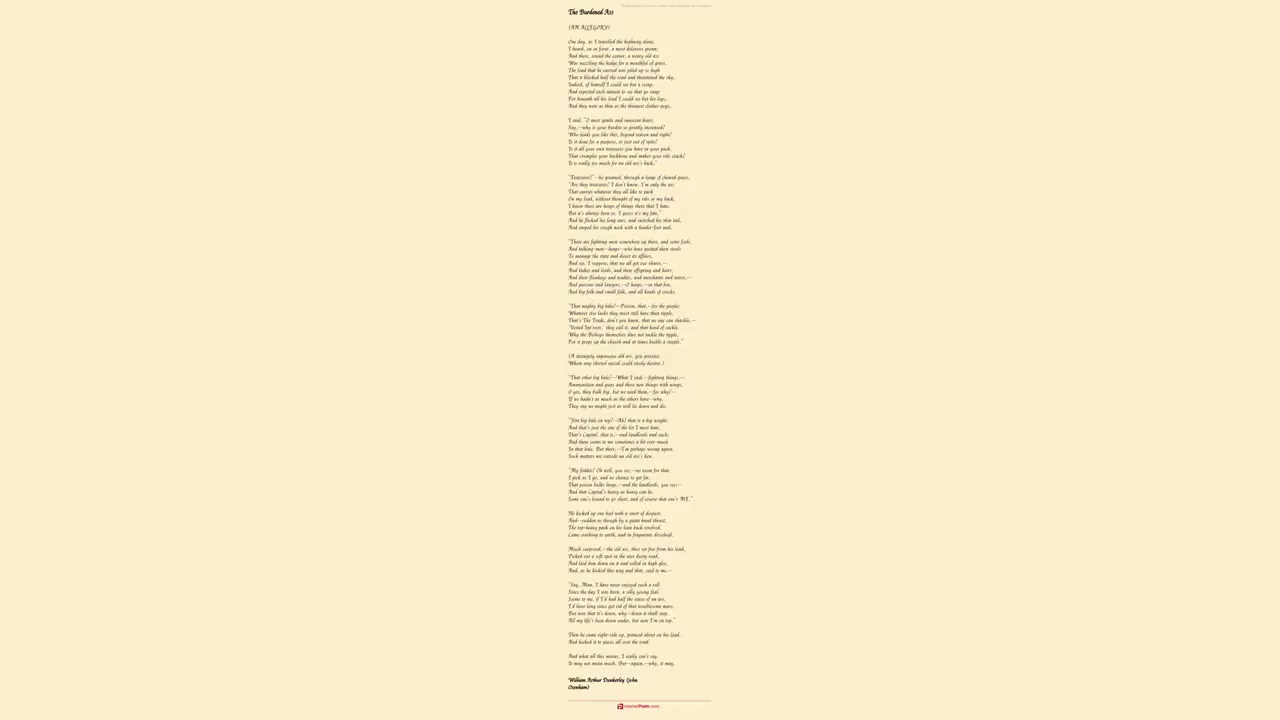 The Burdened Ass
(AN ALLEGORY)
One day, as I travelled the highway alone,
I heard, on in front, a most dolorous groan;
And there, round the corner, a weary old ass
Was nuzzling the hedge for a mouthful of grass.
The load that he carried was piled up so high
That it blocked half the road and threatened the sky.
Indeed, of himself I could see but a scrap,
And expected each minute to see that go snap;
For beneath all his load I could see but his legs,
And they were as thin as the thinnest clothes-pegs.
I said, "O most gentle and innocent beast,
Say,--why is your burden so greatly increased?
Who loads you like this, beyond reason and right?
Is it done for a purpose, or just out of spite?
Is it all your own treasures you have in your pack,
That crumples your backbone and makes your ribs crack?
It is really too much for an old ass's back."
"Treasures!"--he groaned, through a lump of chewed grass,
"Are they treasures? I don't know. I'm only the ass
That carries whatever they all like to pack
On my load, without thought of my ribs or my back.
I know there are heaps of things there that I hate,
But it's always been so. I guess it's my fate."
And he flicked his long ears, and switched his thin tail,
And rasped his rough neck with a hinder-foot nail.
"There are fighting-men somewhere up there, and some fools,
And talking-men--heaps--who have quitted their stools
To manage the state and direct its affairs,
And see, I suppose, that we all get our shares,--
And ladies and lords, and their offspring and heirs,
And their flunkeys and toadies, and merchants and wares,--
And parsons and lawyers,--O heaps,--in that box,
And big folk and small folk, and all kinds of crocks.
"That mighty big bale?--Poison, that,--for the people;
Whatever else lacks they must still have their tipple.
That's The Trade, don't you know, that no one can shackle,--
'Vested Int'rests,' they call it, and that kind of cackle.
Why the Bishops themselves dare not tackle the tipple,
For it props up the church and at times builds a steeple."
(A strangely ingenuous old ass, you perceive,
Whom any shrewd rascal could easily deceive.)
"That other big bale?--What I said,--fighting things,--
Ammunition and guns and these new things with wings,
O yes, they bulk big, but we need them,--for why?--
If we hadn't as much as the others have--why,
They say we might just as well lie down and die.
"Yon big bale on top?--Ah! that is a big weight,
And that's just the one of the lot I most hate.
That's Capital, that is,--and landlords and such;
And there seems to me sometimes a bit over-much
In that bale. But there,--I'm perhaps wrong again,
Such matters are outside an old ass's ken.
"My fodder? Oh well, you see,--no room for that.
I pick as I go, and no chance to get fat.
That poison bulks large,--and the landlords, you see;--
And that Capital's heavy as heavy can be.
Some one's bound to go short, and of course that one's 'ME.'"
He kicked up one heel with a snort of disgust,
And--sudden as though by a giant hand thrust,
The top-heavy pack on his lean back revolved,
Came crashing to earth, and in fragments dissolved.
Much surprised,--the old ass, thus set free from his load,
Picked out a soft spot in the nice dusty road,
And laid him down on it and rolled in high glee,
And, as he kicked this way and that, said to me,--
"Say, Man, I have never enjoyed such a roll
Since the day I was born, a silly young foal.
Seems to me, if I'd had half the sense of an ass,
I'd have long since got rid of that troublesome mass.
But now that it's down, why--down it shall stop.
All my life's been down under, but now I'm on top."
Then he came right-side up, pranced about on his load,
And kicked it to pieces all over the road.
And what all this means, I really can't say.
It may not mean much. But--again,--why, it may.
William Arthur Dunkerley (John
Oxenham)
InternetPoem.com